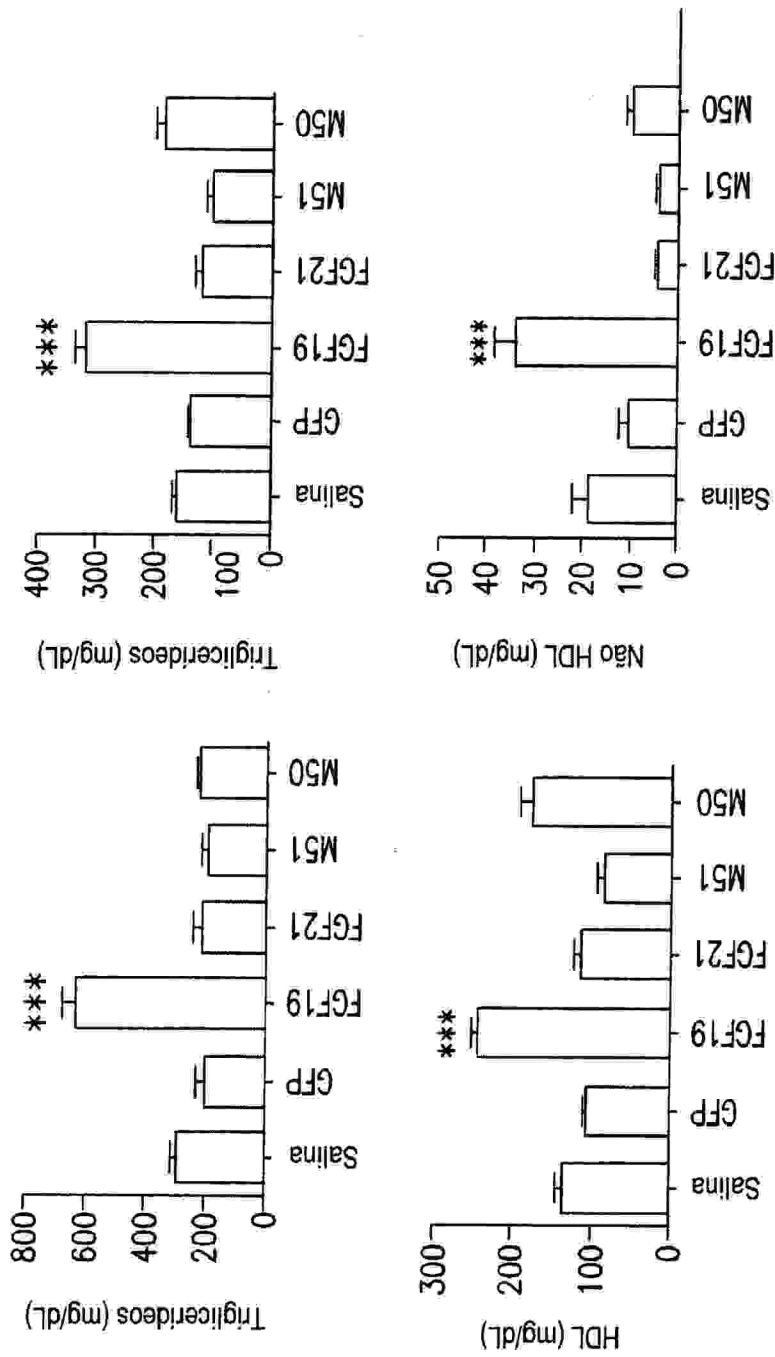 Triglicerideos (mg/dL)
800
600
400
200
0
***
Salina
GFP
FGF19
FGF21
M51
M50
Triglicerideos (mg/dL)
400
300
200
100
0
***
Salina
GFP
FGF19
FGF21
M51
M50
HDL (mg/dL)
300
200
100
0
***
Salina
GFP
FGF19
FGF21
M51
M50
Não HDL (mg/dL)
50
40
30
20
10
0
***
Salina
GFP
FGF19
FGF21
M51
M50